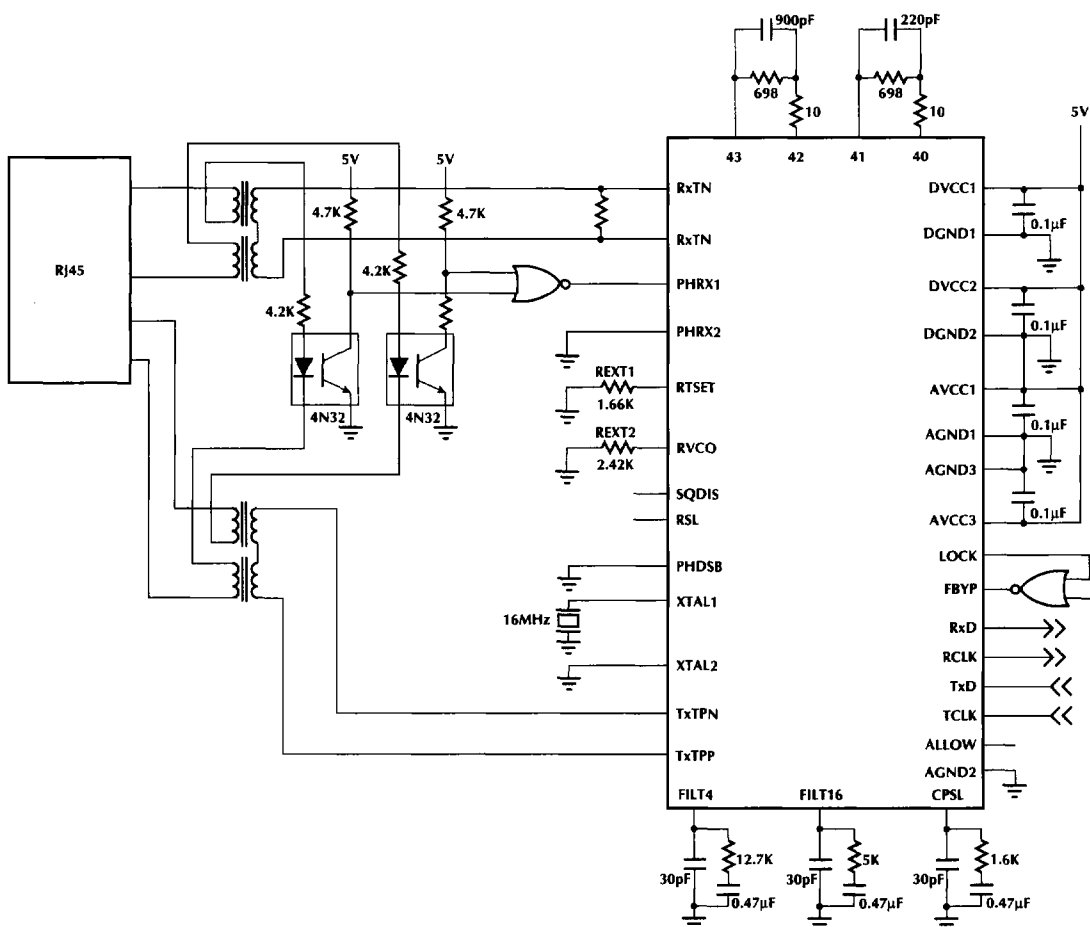 900pF
220pF
698
698
10
10
5V
43
42
41
40
5V
5V
4.7K
4.7K
RxTN
DVCC1
0.1µF
RxTN
DGND1
Rj45
4.2K
4.2K
PHRX1
DVCC2
0.1µF
PHRX2
DGND2
REXT1
RTSET
AVCC1
1.66K
0.1µF
4N32
4N32
AGND1
REXT2
RVCO
2.42K
AGND3
SQDIS
0.1µF
RSL
AVCC3
LOCK
PHDSB
FBYP
XTAL1
16MHz
RxD
RCLK
XTAL2
TxD
TxTPN
TCLK
ALLOW
TxTPP
AGND2
FILT4
FILT16
CPSL
12.7K
5K
1.6K
30pF
30pF
30pF
0.47µF
0.47µF
0.47µF